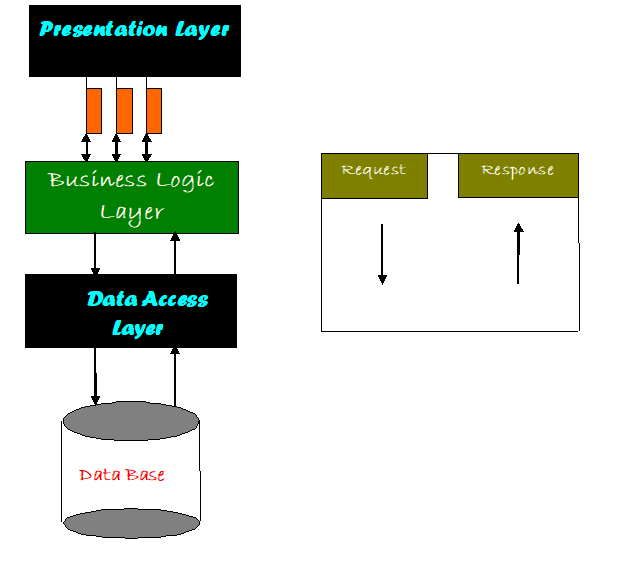 Presentation Layer
Business Logic
Layer
Data Access
Layer
Data Base
Request
Response